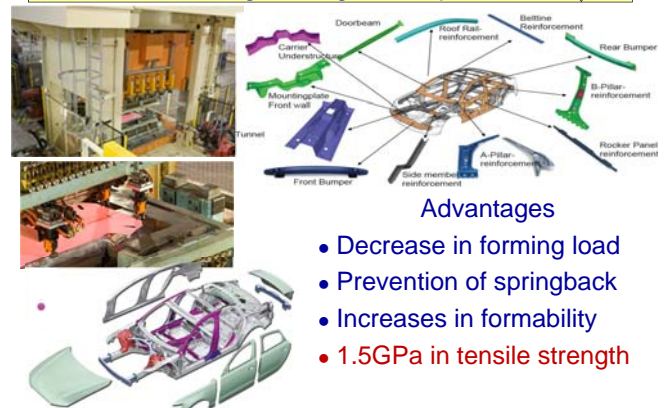 Doorbeam
Beltline
Reinforcement
Roof Rail-
reinforcement
Carrier
Understructure
Rear Bumper
Mountingplate
Front wall
B-Pillar-
reinforcement
Tunnel
Rocker Panel
reinforcement
A-Pillar-
reinforcement
Side member
reinforcement
Front Bumper
Advantages
• Decrease in forming load
• Prevention of springback
• Increases in formability
• 1.5GPa in tensile strength